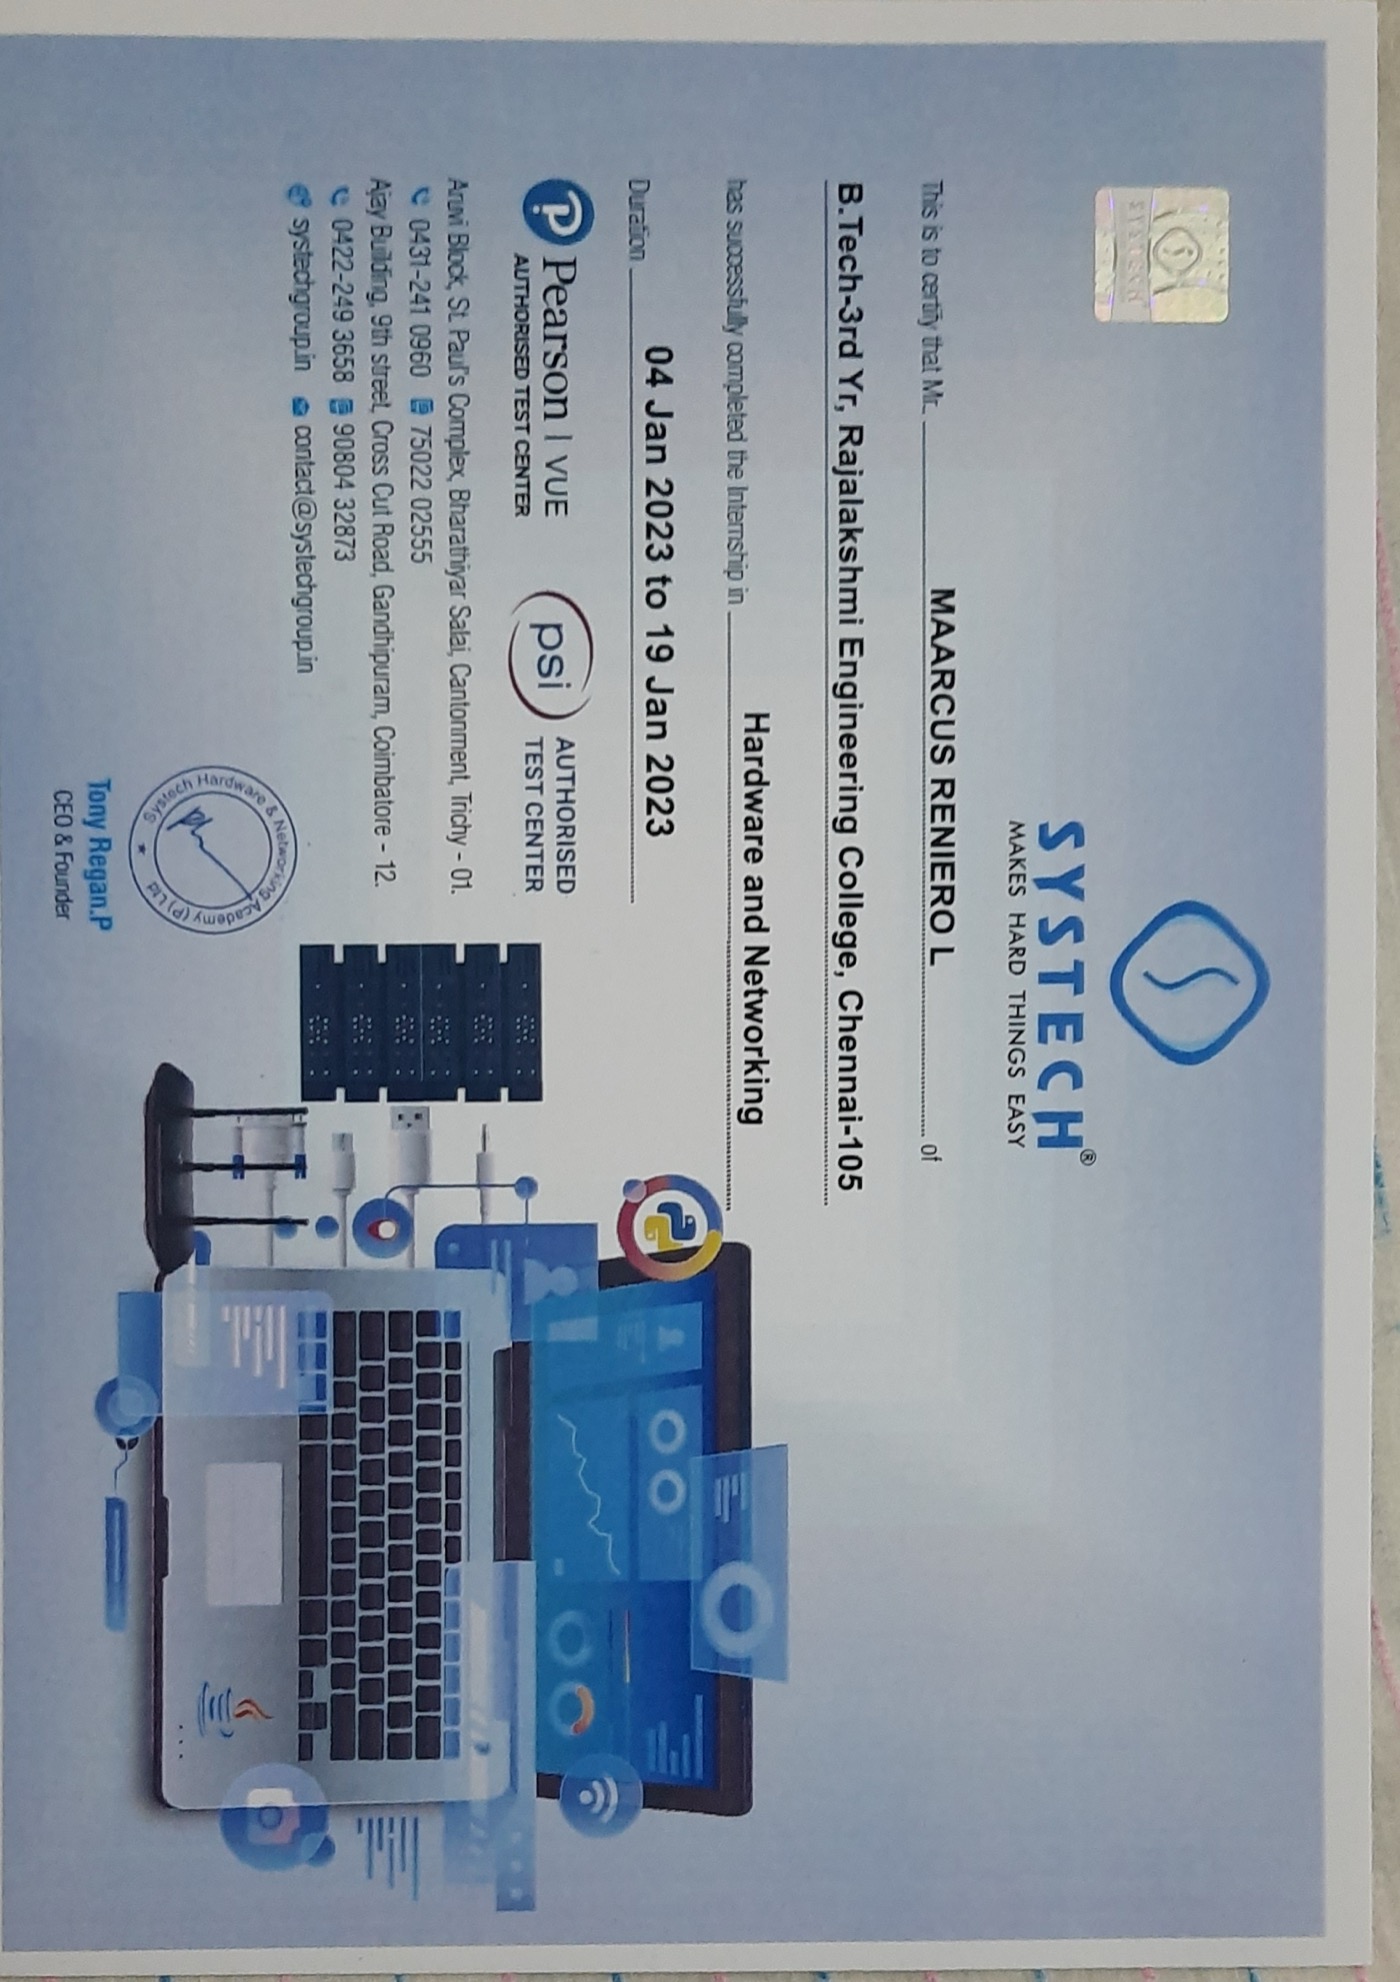 SYSTECH
SYSTECH®
MAKES HARD THINGS EASY
This is to certify that Mr. MAARCUS RENIERO L of
B.Tech-3rd Yr, Rajalakshmi Engineering College, Chennai-105
has successfully completed the Internship in Hardware and Networking
Duration 04 Jan 2023 to 19 Jan 2023
Pearson | VUE
AUTHORISED TEST CENTER
psi
AUTHORISED
TEST CENTER
Aruvi Block, St. Paul's Complex, Bharathiyar Salai, Cantonment, Trichy - 01.
0431-241 0960 75022 02555
Ajay Building, 9th street, Cross Cut Road, Gandhipuram, Coimbatore - 12.
0422-249 3658 90804 32873
systechgroup.in contact@systechgroup.in
Systech Hardware & Networking Academy (P) Ltd
Tony Regan.P
CEO & Founder